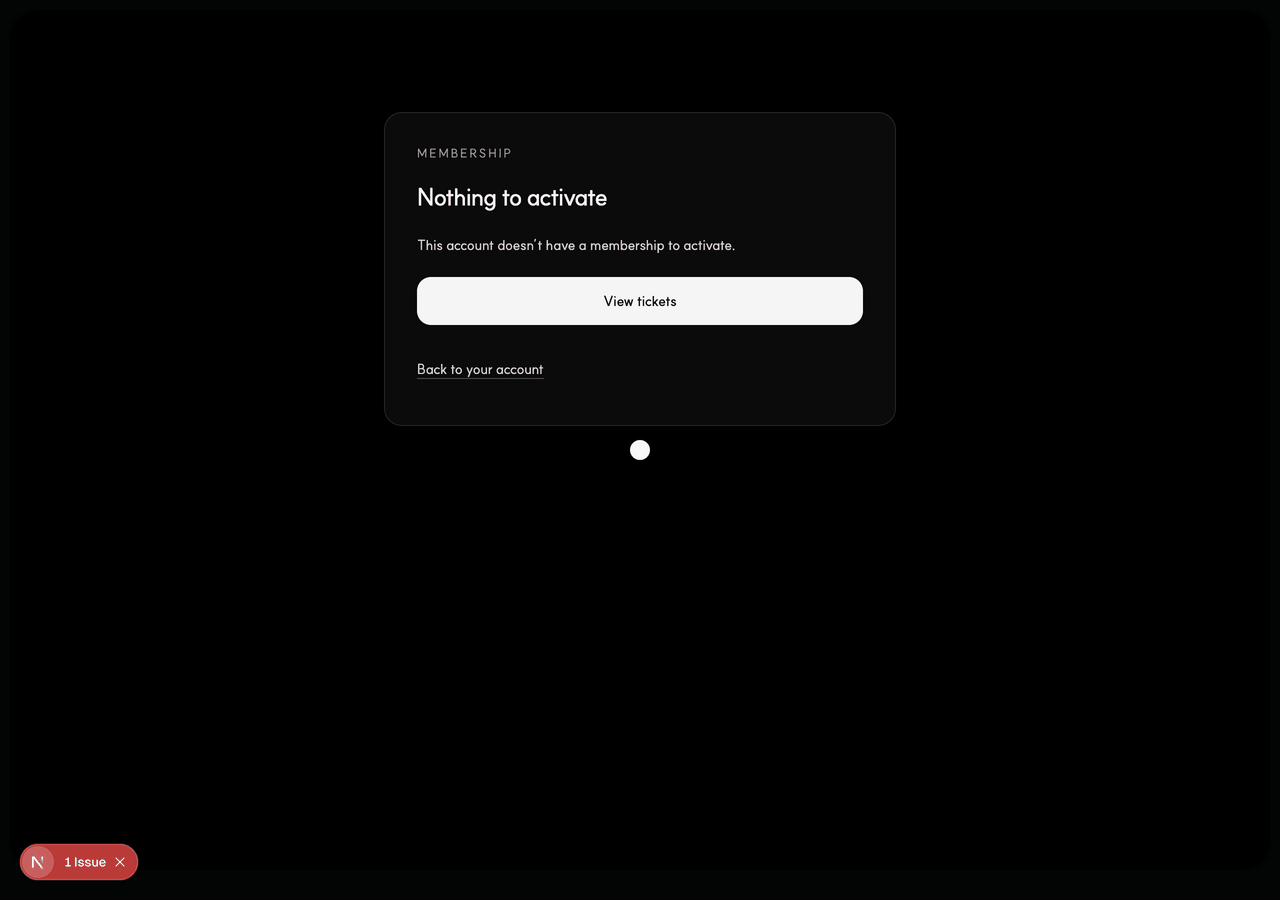 MEMBERSHIP
Nothing to activate
This account doesn't have a membership to activate.
View tickets
Back to your account
N
1 Issue